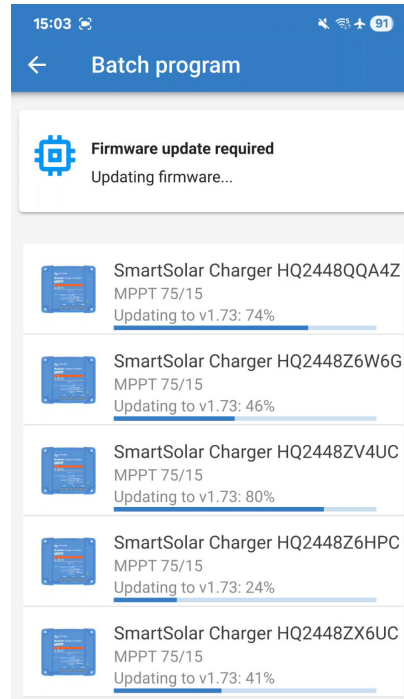 15:03
91
Batch program
Firmware update required
Updating firmware...
SmartSolar Charger HQ2448QQA4Z
MPPT 75/15
Updating to v1.73: 74%
SmartSolar Charger HQ2448Z6W6G
MPPT 75/15
Updating to v1.73: 46%
SmartSolar Charger HQ2448ZV4UC
MPPT 75/15
Updating to v1.73: 80%
SmartSolar Charger HQ2448Z6HPC
MPPT 75/15
Updating to v1.73: 24%
SmartSolar Charger HQ2448ZX6UC
MPPT 75/15
Updating to v1.73: 41%